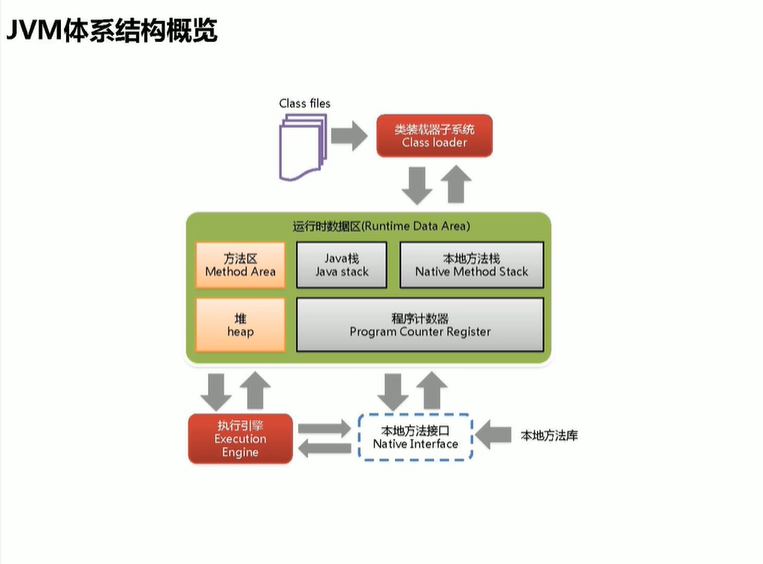 JVM体系结构概览
Class files
类装载器子系统
Class loader
运行时数据区(Runtime Data Area)
方法区
Method Area
Java栈
Java stack
本地方法栈
Native Method Stack
堆
heap
程序计数器
Program Counter Register
执行引擎
Execution
Engine
本地方法接口
Native Interface
本地方法库